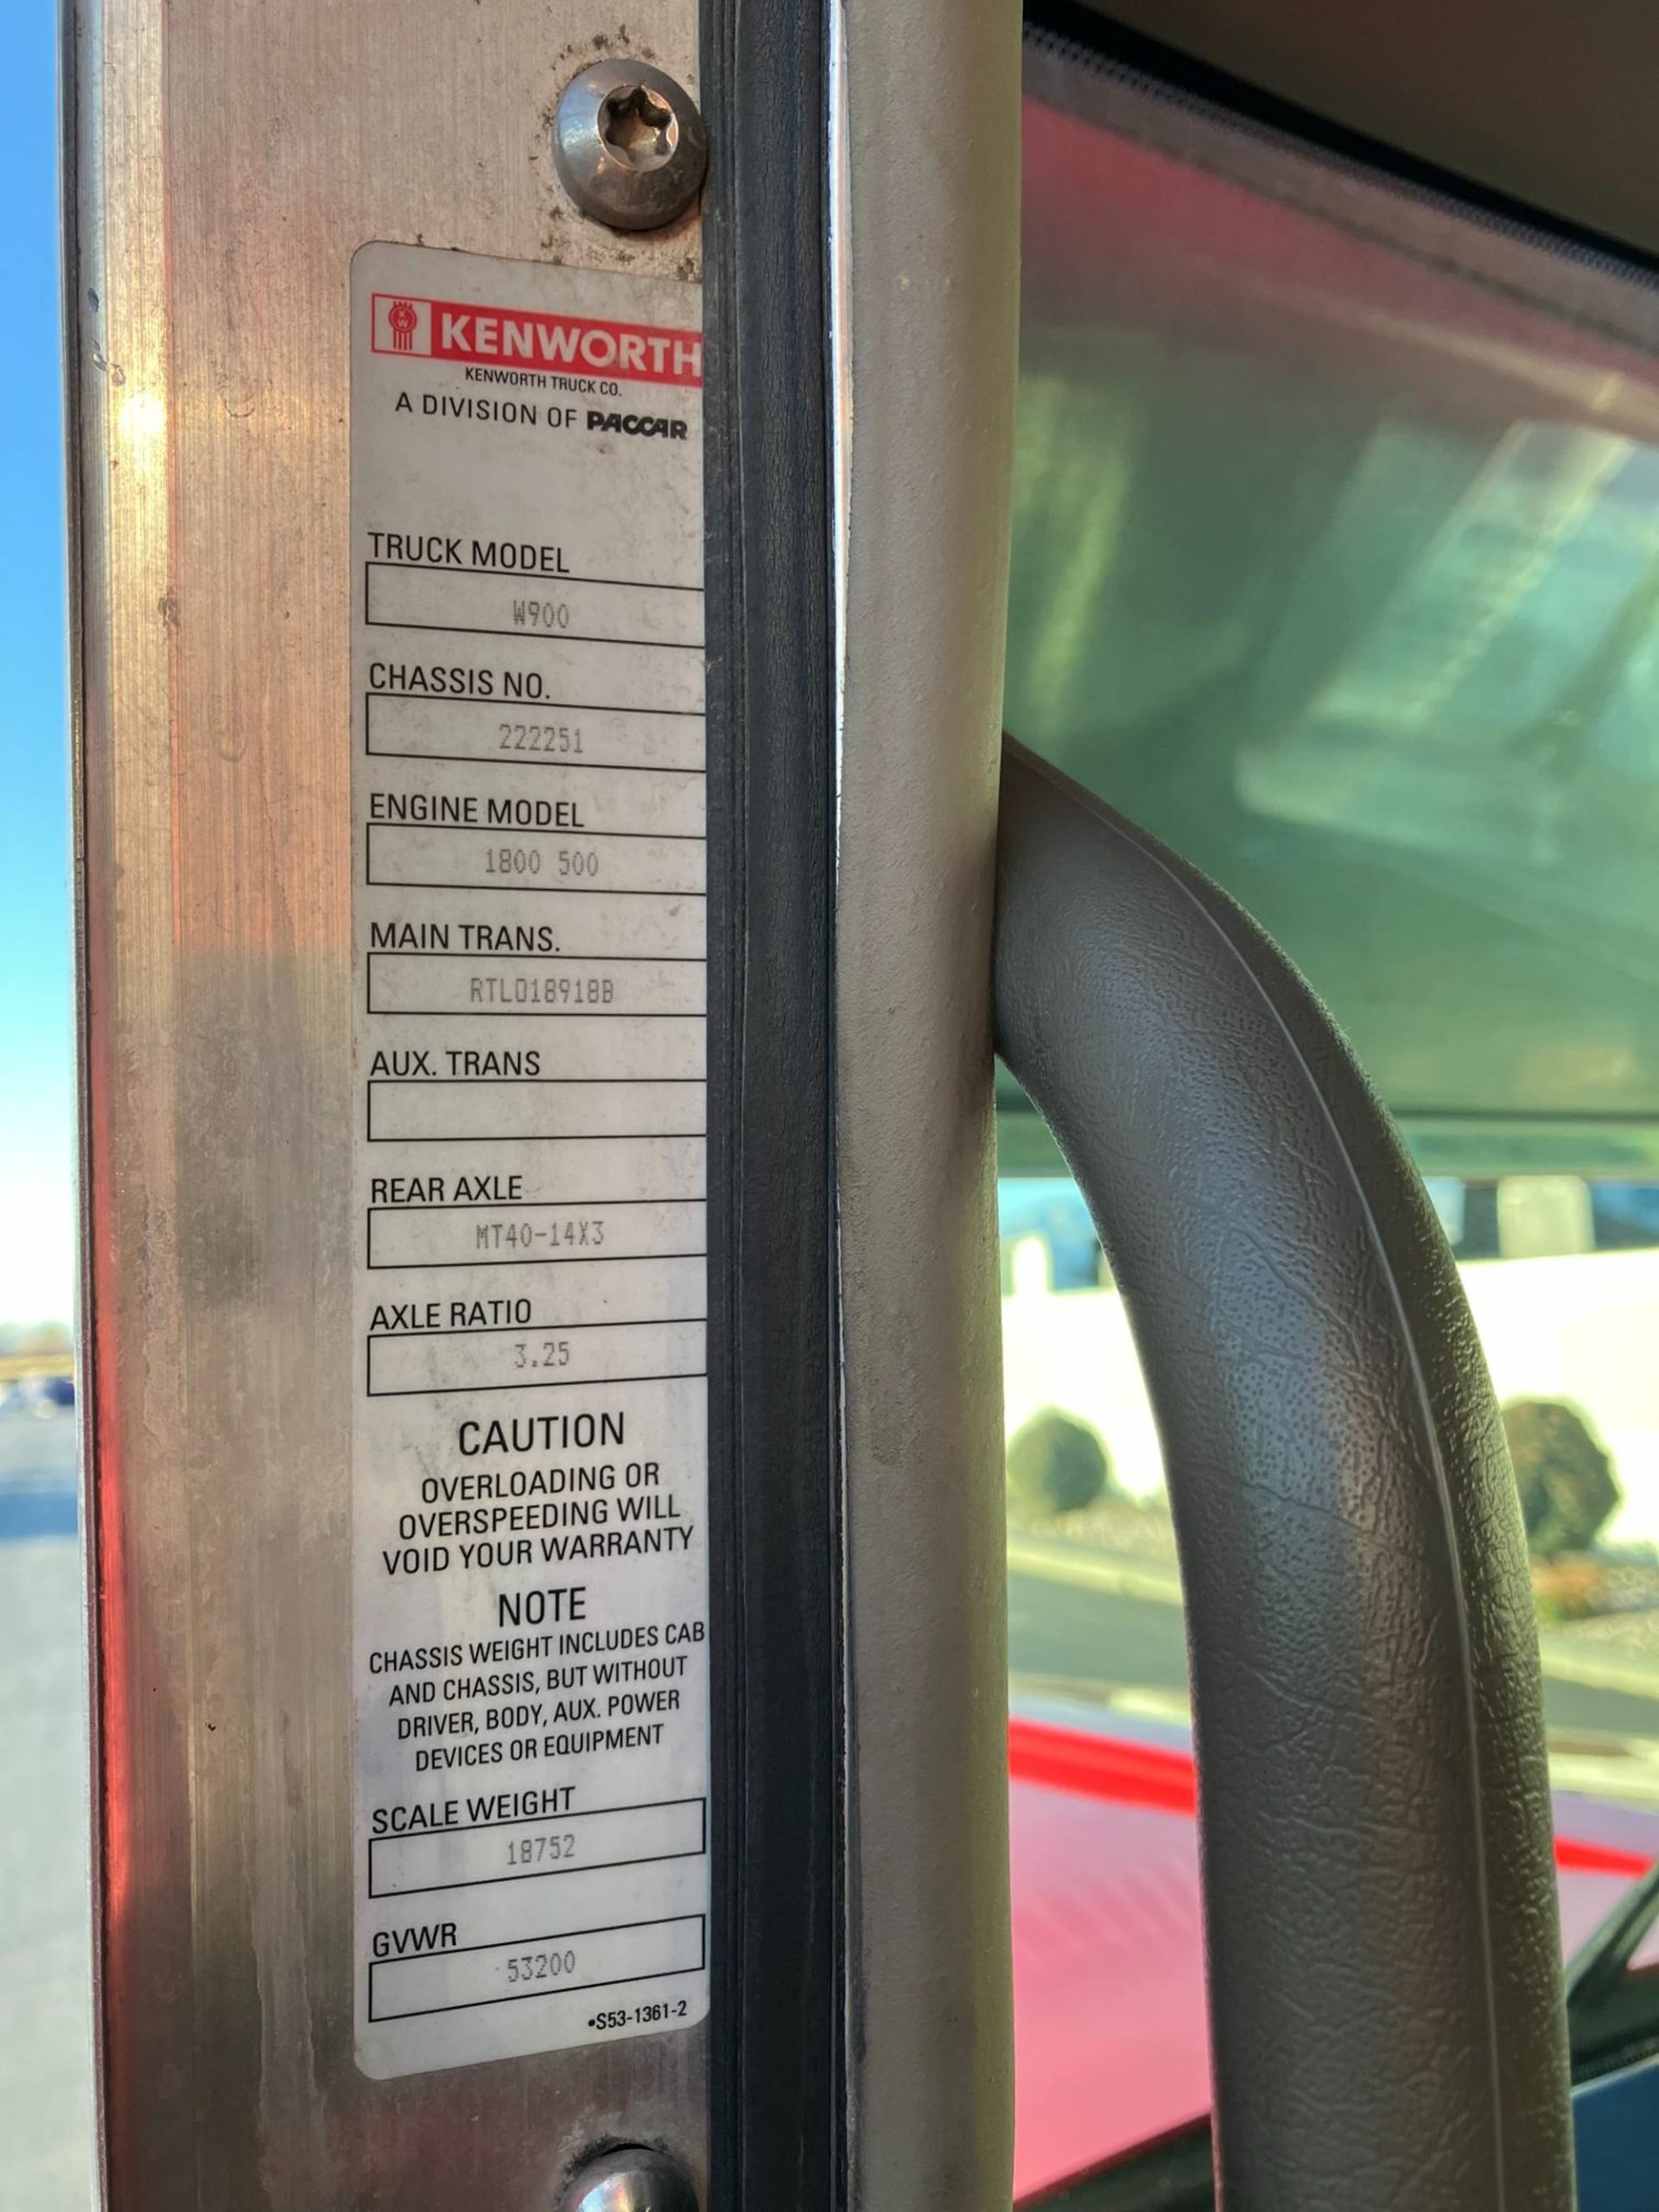 KW
KENWORTH
KENWORTH TRUCK CO.
A DIVISION OF PACCAR
TRUCK MODEL
W900
CHASSIS NO.
222251
ENGINE MODEL
1800 500
MAIN TRANS.
RTLO18918B
AUX. TRANS
REAR AXLE
MT40-14X3
AXLE RATIO
3.25
CAUTION
OVERLOADING OR
OVERSPEEDING WILL
VOID YOUR WARRANTY
NOTE
CHASSIS WEIGHT INCLUDES CAB
AND CHASSIS, BUT WITHOUT
DRIVER, BODY, AUX. POWER
DEVICES OR EQUIPMENT
SCALE WEIGHT
18752
GVWR
53200
•S53-1361-2